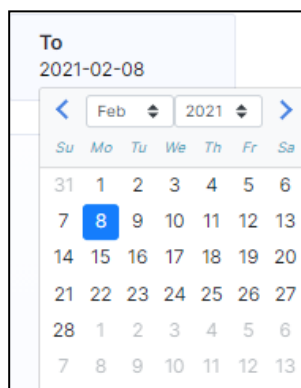 To
2021-02-08
Feb 2021
Su Mo Tu We Th Fr Sa
31 1 2 3 4 5 6
7 8 9 10 11 12 13
14 15 16 17 18 19 20
21 22 23 24 25 26 27
28 1 2 3 4 5 6
7 8 9 10 11 12 13